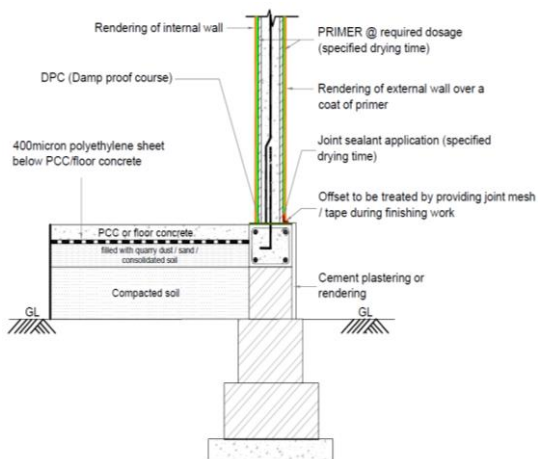 Rendering of internal wall
PRIMER @ required dosage
(specified drying time)
DPC (Damp proof course)
Rendering of external wall over a
coat of primer
400micron polyethylene sheet
below PCC/floor concrete
Joint sealant application (specified
drying time)
Offset to be treated by providing joint mesh
/ tape during finishing work
PCC or floor concrete
filled with quarry dust / sand /
consolidated soil
Compacted soil
Cement plastering or
rendering
GL
GL